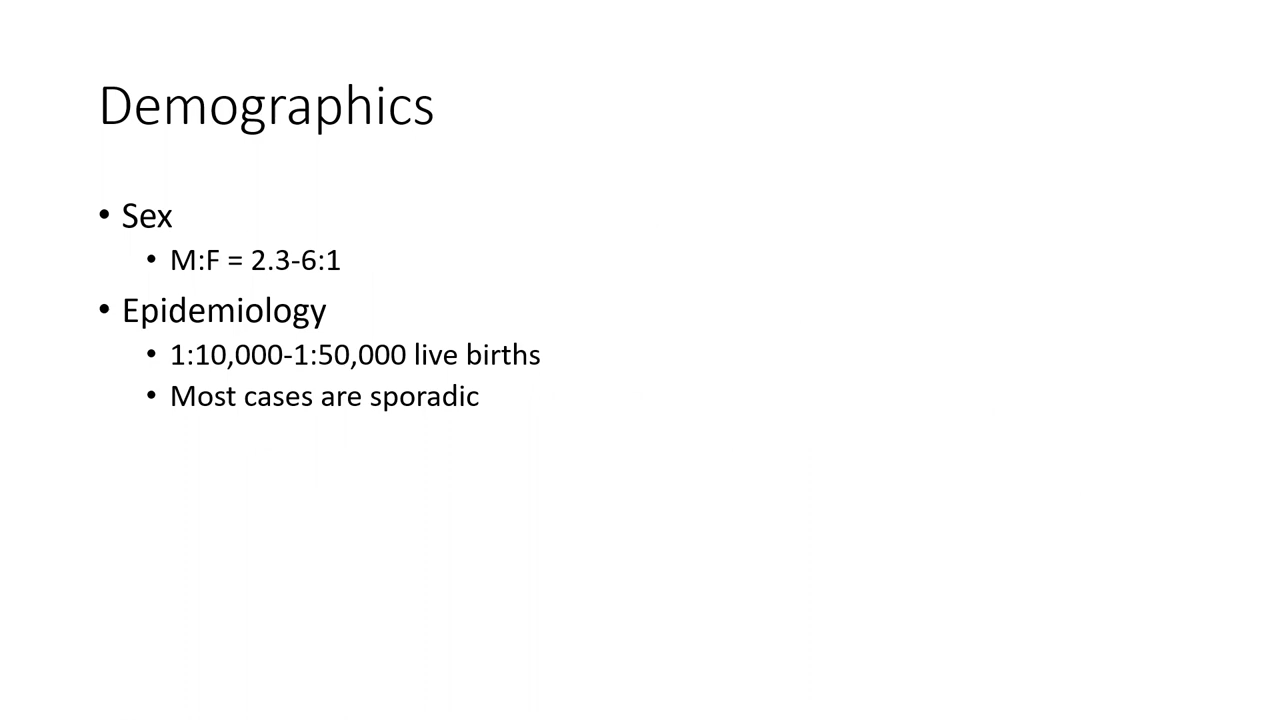 Demographics
• Sex
• M:F = 2.3-6:1
• Epidemiology
• 1:10,000-1:50,000 live births
• Most cases are sporadic